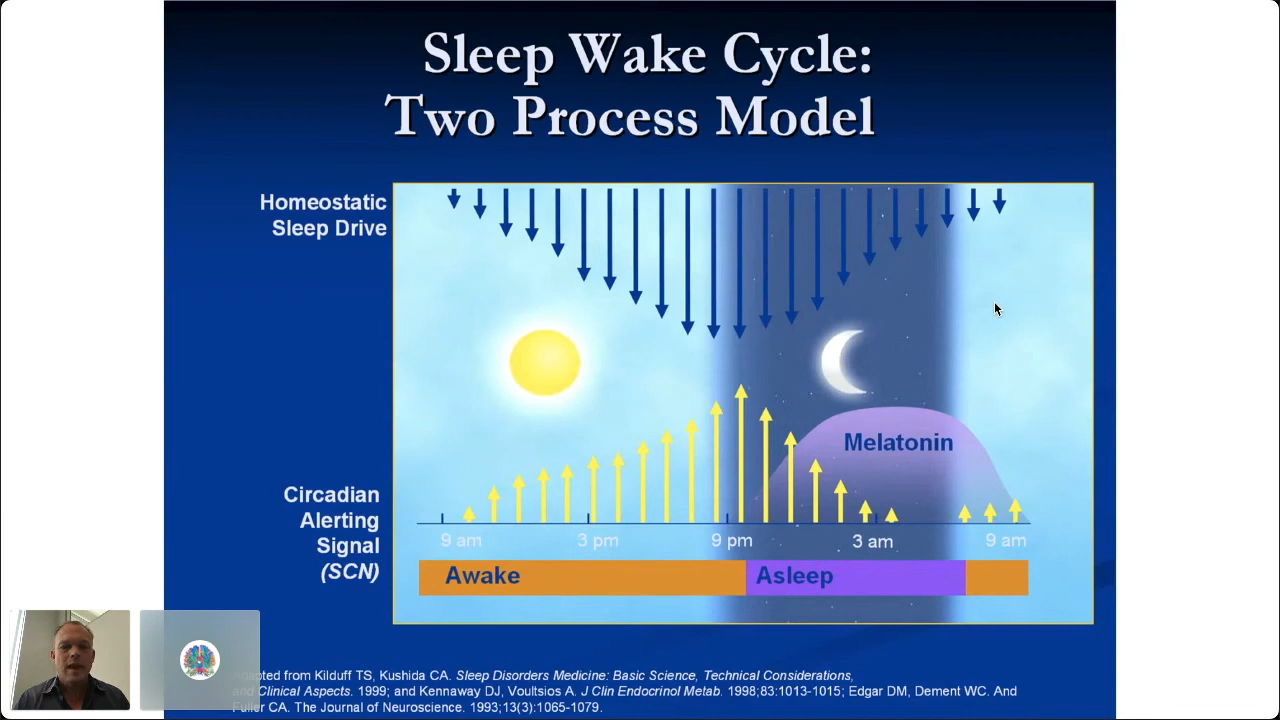 Sleep Wake Cycle:
Two Process Model
Homeostatic
Sleep Drive
Melatonin
Circadian
Alerting
Signal
(SCN)
9 am 3 pm 9 pm 3 am 9 am
Awake Asleep
from Kilduff TS, Kushida CA. Sleep Disorders Medicine: Basic Science, Technical Considerations,
and Clinical Aspects. 1999; and Kennaway DJ, Voultsios A. J Clin Endocrinol Metab. 1998;83:1013-1015; Edgar DM, Dement WC. And
Fuller CA. The Journal of Neuroscience. 1993;13(3):1065-1079.